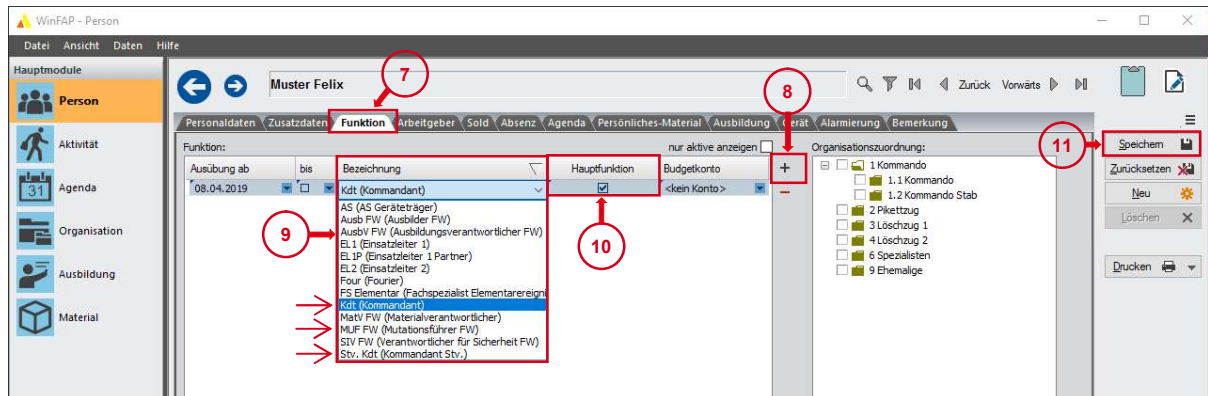 WinFAP - Person
Datei Ansicht Daten Hilfe
Hauptmodule
Person
Aktivität
31
Agenda
Organisation
Ausbildung
Material
Muster Felix
Zurück Vorwärts
7
8
Personaldaten Zusatzdaten Funktion Arbeitgeber Sold Absenz Agenda Persönliches-Material Ausbildung Gerät Alarmierung Bemerkung
Funktion:
nur aktive anzeigen
Ausübung ab bis Bezeichnung Hauptfunktion Budgetkonto
08.04.2019 Kdt (Kommandant) <kein Konto>
AS (AS Geräteträger)
Ausb FW (Ausbilder FW)
AusbV FW (Ausbildungsverantwortlicher FW)
EL1 (Einsatzleiter 1)
EL1P (Einsatzleiter 1 Partner)
EL2 (Einsatzleiter 2)
Four (Fourier)
FS Elementar (Fachspezialist Elementarereigni
Kdt (Kommandant)
MatV FW (Materialverantwortlicher)
MUF FW (Mutationsführer FW)
SIV FW (Verantwortlicher für Sicherheit FW)
Stv. Kdt (Kommandant Stv.)
9
10
+
−
Organisationszuordnung:
1 Kommando
1.1 Kommando
1.2 Kommando Stab
2 Pikettzug
3 Löschzug 1
4 Löschzug 2
6 Spezialisten
9 Ehemalige
11
Speichern
Zurücksetzen
Neu
Löschen
Drucken